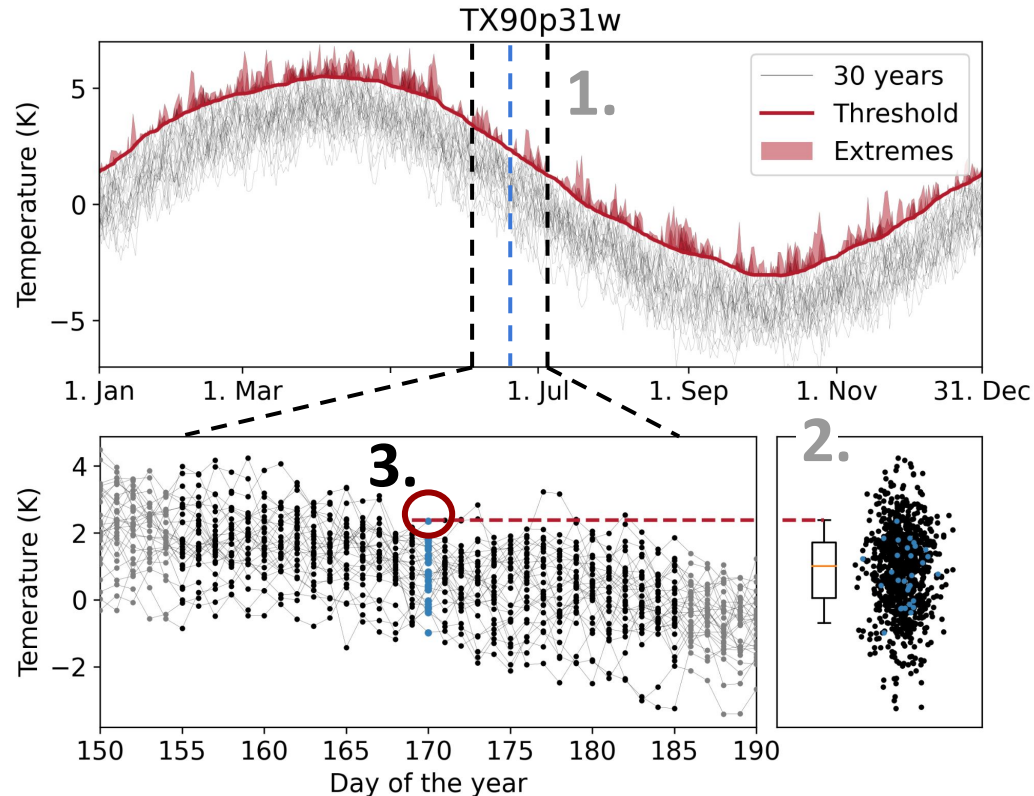 TX90p31w
1.
30 years
Threshold
Extremes
Temperature (K)
5
0
−5
1. Jan
1. Mar
1. Jul
1. Sep
1. Nov
31. Dec
2.
3.
Temerature (K)
4
2
0
−2
150
155
160
165
170
175
180
185
190
Day of the year